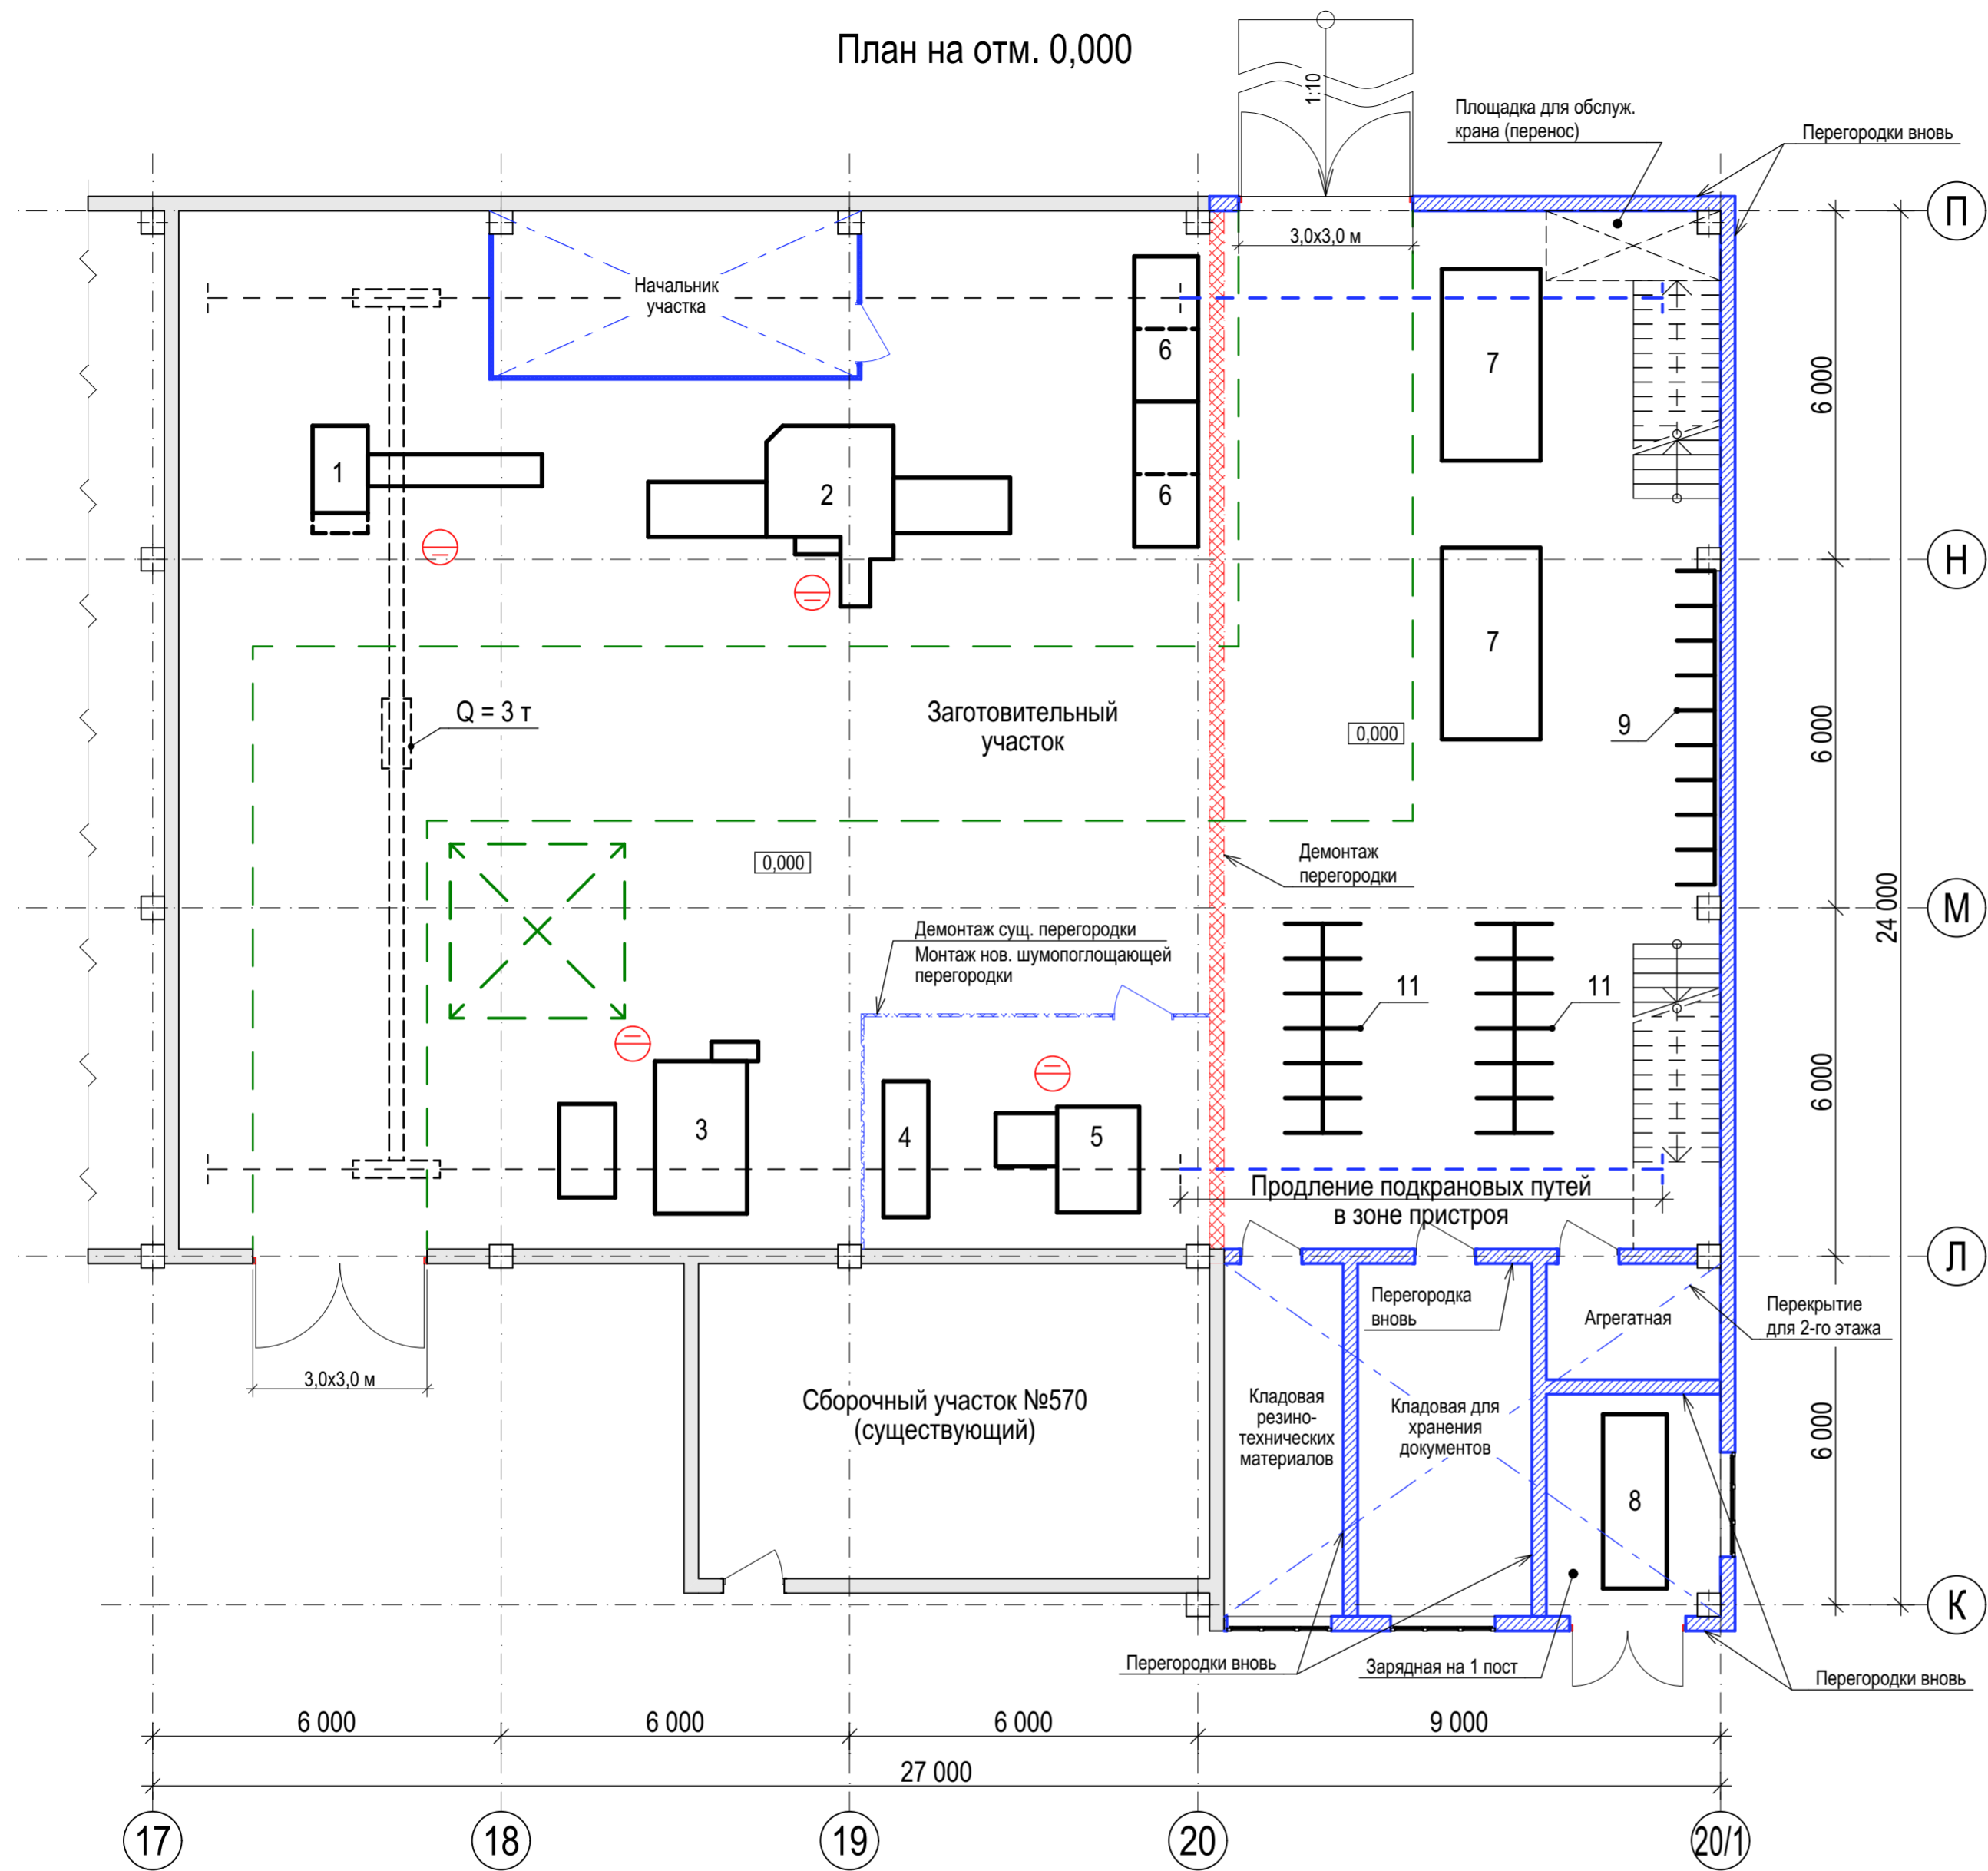 План на отм. 0,000
1:10
Площадка для обслуж.
крана (перенос)
Перегородки вновь
П
3,0х3,0 м
Начальник
участка
6
7
6 000
1
2
6
Н
7
Q = 3 т
Заготовительный
участок
0,000
9
6 000
0,000
Демонтаж
перегородки
24 000
М
Демонтаж сущ. перегородки
Монтаж нов. шумопоглощающей
перегородки
11
11
6 000
3
4
5
Продление подкрановых путей
в зоне пристроя
Л
Перегородка
вновь
Агрегатная
Перекрытие
для 2-го этажа
3,0х3,0 м
Сборочный участок №570
(существующий)
Кладовая
резино-
технических
материалов
Кладовая для
хранения
документов
6 000
8
К
Перегородки вновь
Зарядная на 1 пост
Перегородки вновь
6 000
6 000
6 000
9 000
27 000
17
18
19
20
20/1